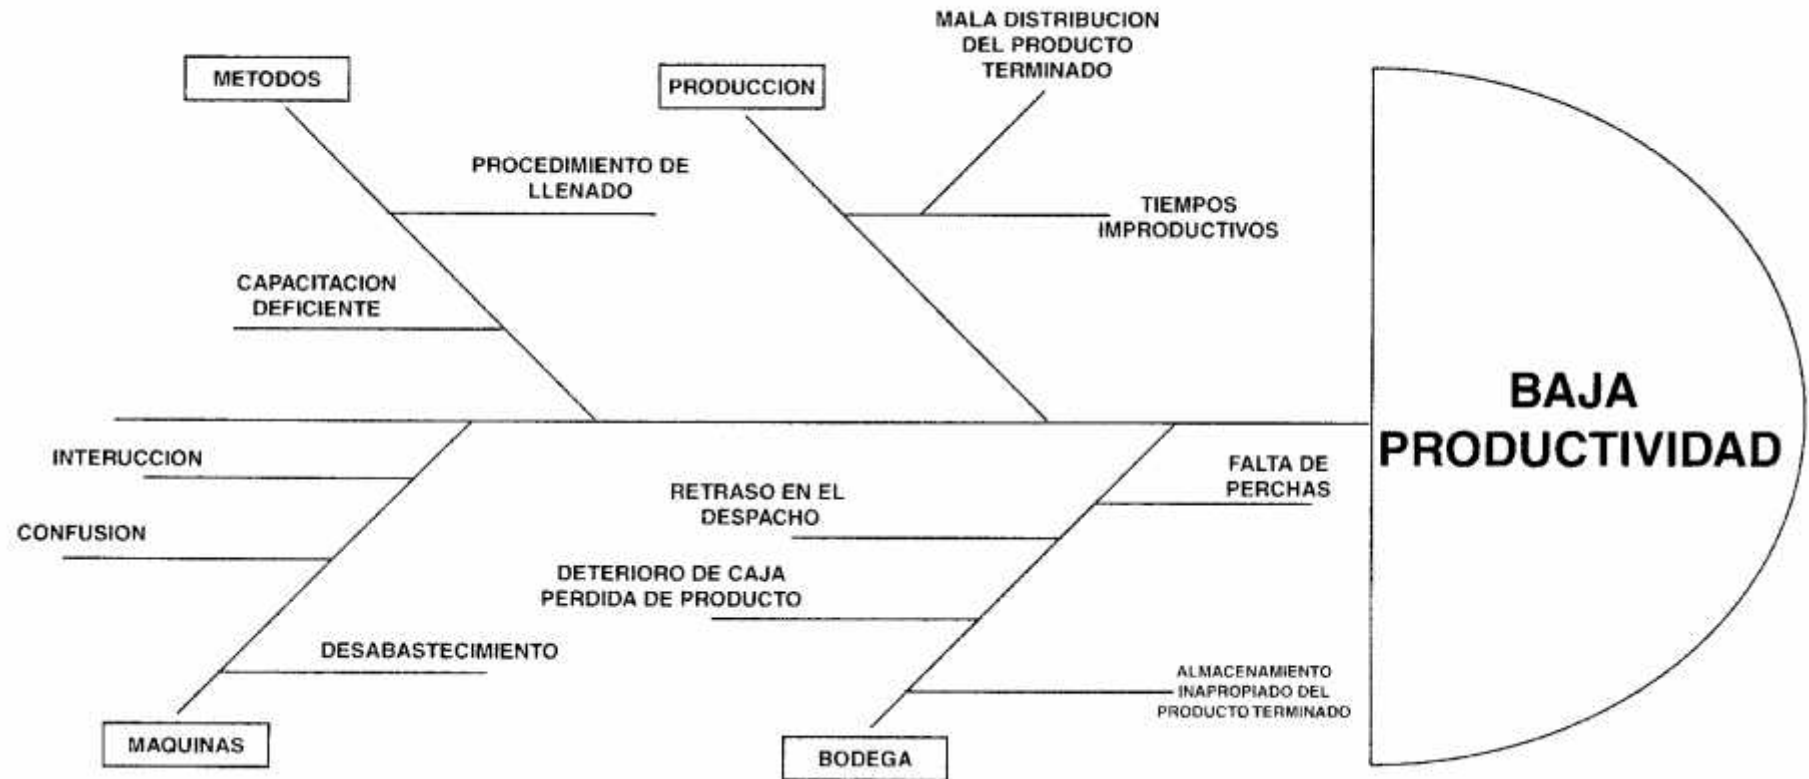 MALA DISTRIBUCION
DEL PRODUCTO
TERMINADO
METODOS
PRODUCCION
PROCEDIMIENTO DE
LLENADO
TIEMPOS
IMPRODUCTIVOS
CAPACITACION
DEFICIENTE
BAJA
PRODUCTIVIDAD
INTERUCCION
FALTA DE
PERCHAS
RETRASO EN EL
DESPACHO
CONFUSION
DETERIORO DE CAJA
PERDIDA DE PRODUCTO
DESABASTECIMIENTO
ALMACENAMIENTO
INAPROPIADO DEL
PRODUCTO TERMINADO
MAQUINAS
BODEGA